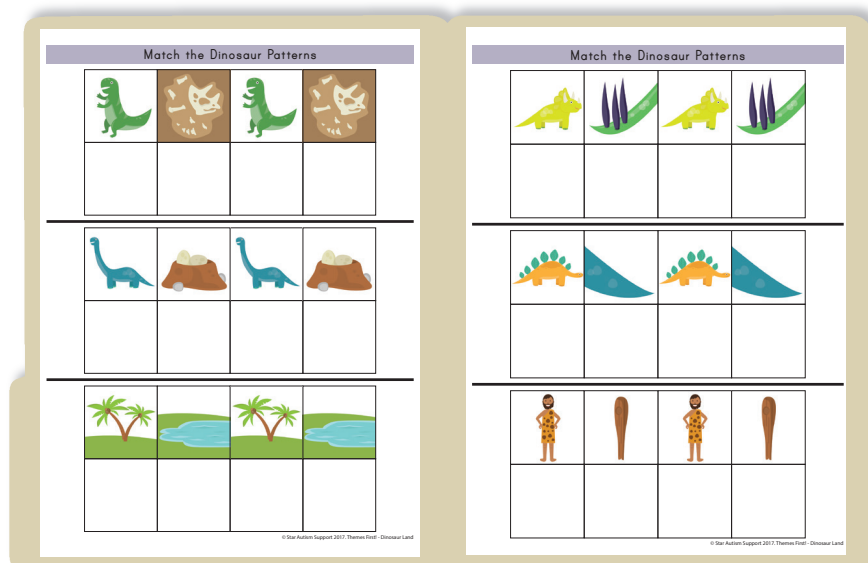 Match the Dinosaur Patterns
© Star Autism Support 2017. Themes First! - Dinosaur Land
Match the Dinosaur Patterns
© Star Autism Support 2017. Themes First! - Dinosaur Land